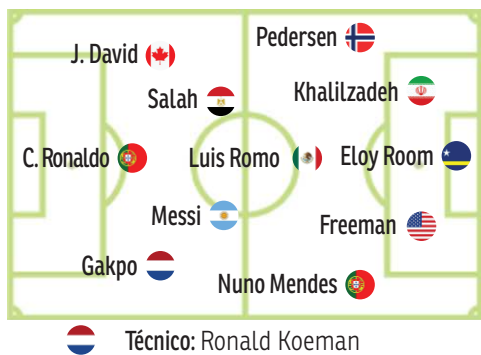 Pedersen
J. David
Khalilzadeh
Salah
C. Ronaldo
Luis Romo
Eloy Room
Messi
Freeman
Gakpo
Nuno Mendes
Técnico: Ronald Koeman